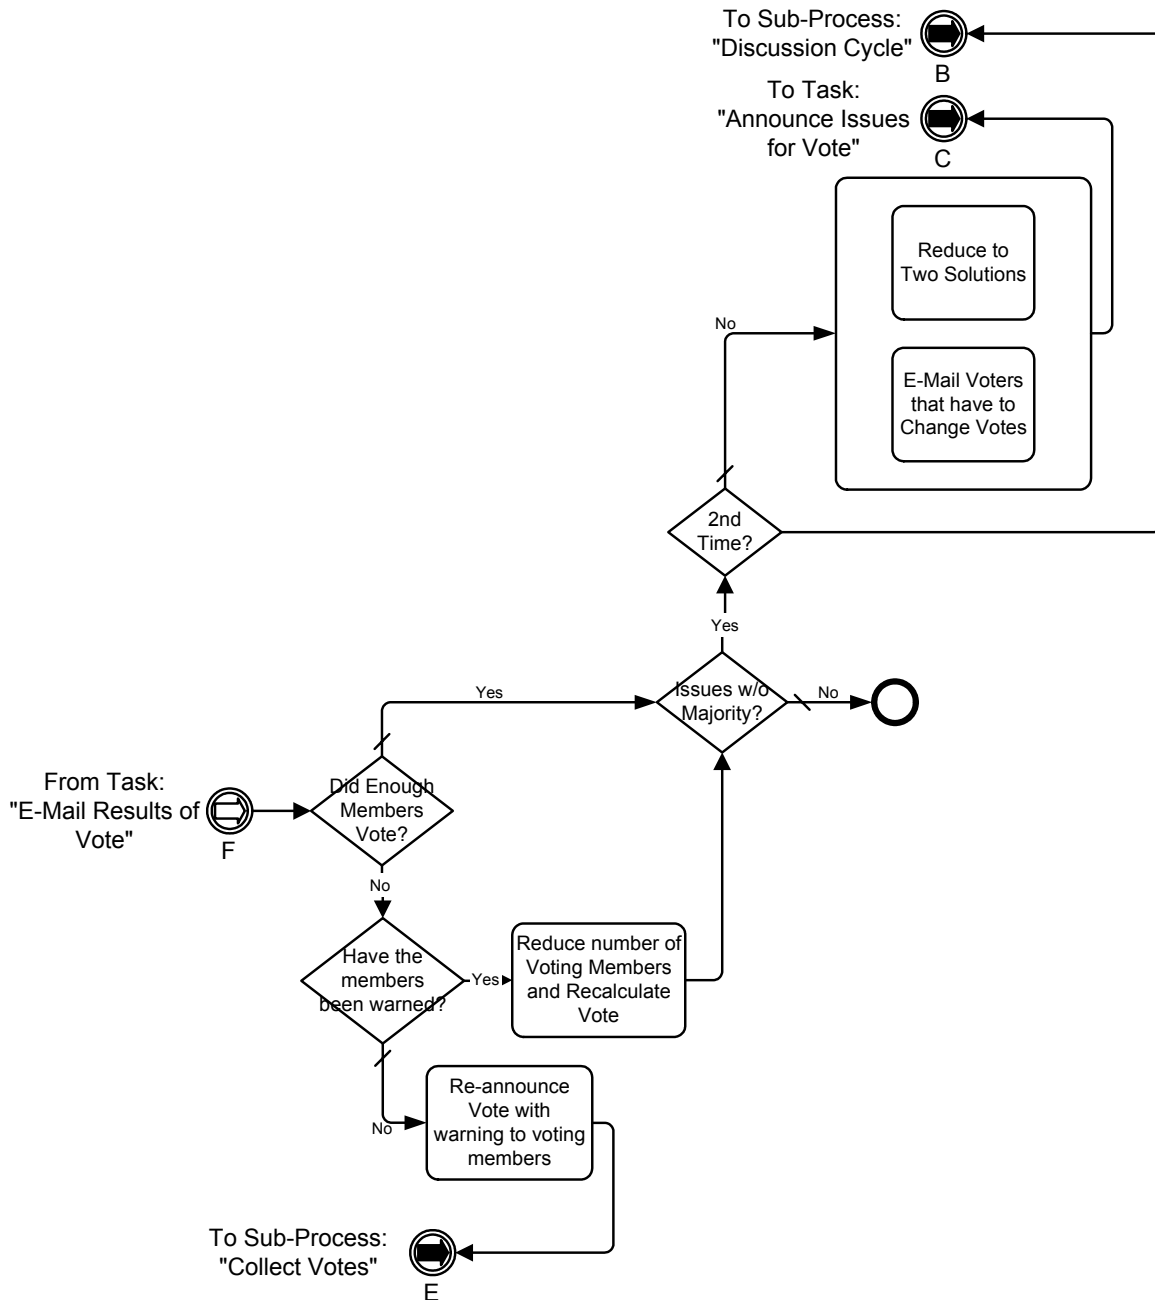 To Sub-Process:
"Discussion Cycle"
B
To Task:
"Announce Issues
for Vote"
C
Reduce to
Two Solutions
No
E-Mail Voters
that have to
Change Votes
2nd
Time?
Yes
Yes
Issues w/o
Majority?
No
From Task:
"E-Mail Results of
Vote"
F
Did Enough
Members
Vote?
No
Have the
members
been warned?
Yes
Reduce number of
Voting Members
and Recalculate
Vote
No
Re-announce
Vote with
warning to voting
members
To Sub-Process:
"Collect Votes"
E